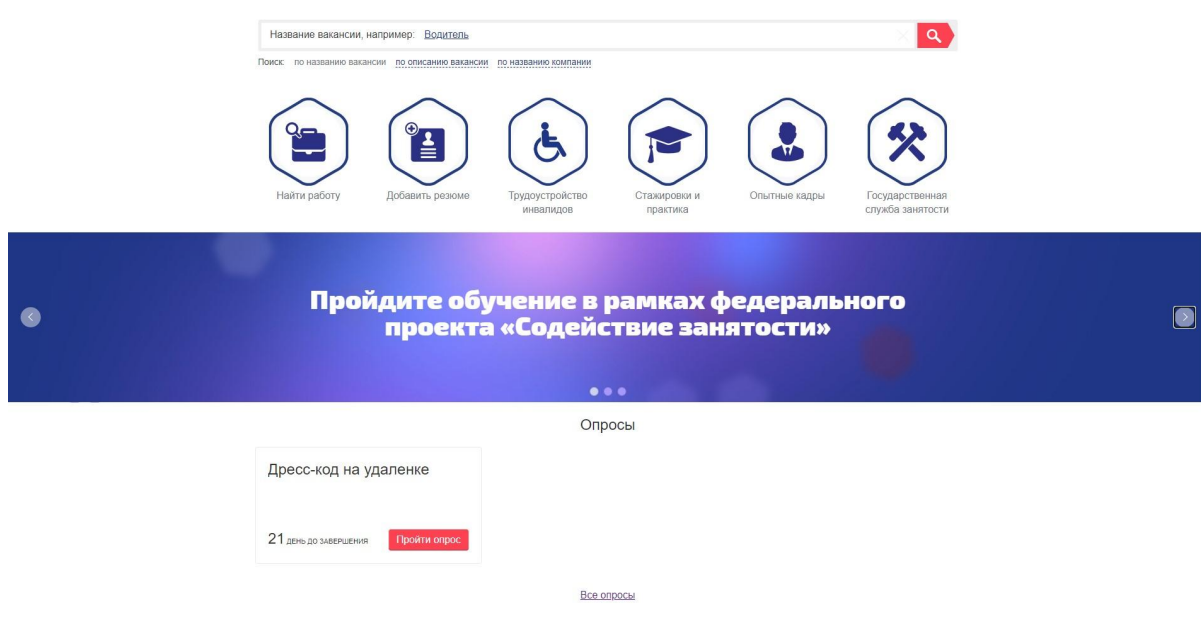 Название вакансии, например: Водитель
Поиск: по названию вакансии по описанию вакансии по названию компании
Найти работу
Добавить резюме
Трудоустройство
инвалидов
Стажировки и
практика
Опытные кадры
Государственная
служба занятости
Пройдите обучение в рамках федерального
проекта «Содействие занятости»
Опросы
Дресс-код на удаленке
21 ДЕНЬ ДО ЗАВЕРШЕНИЯ
Пройти опрос
Все опросы